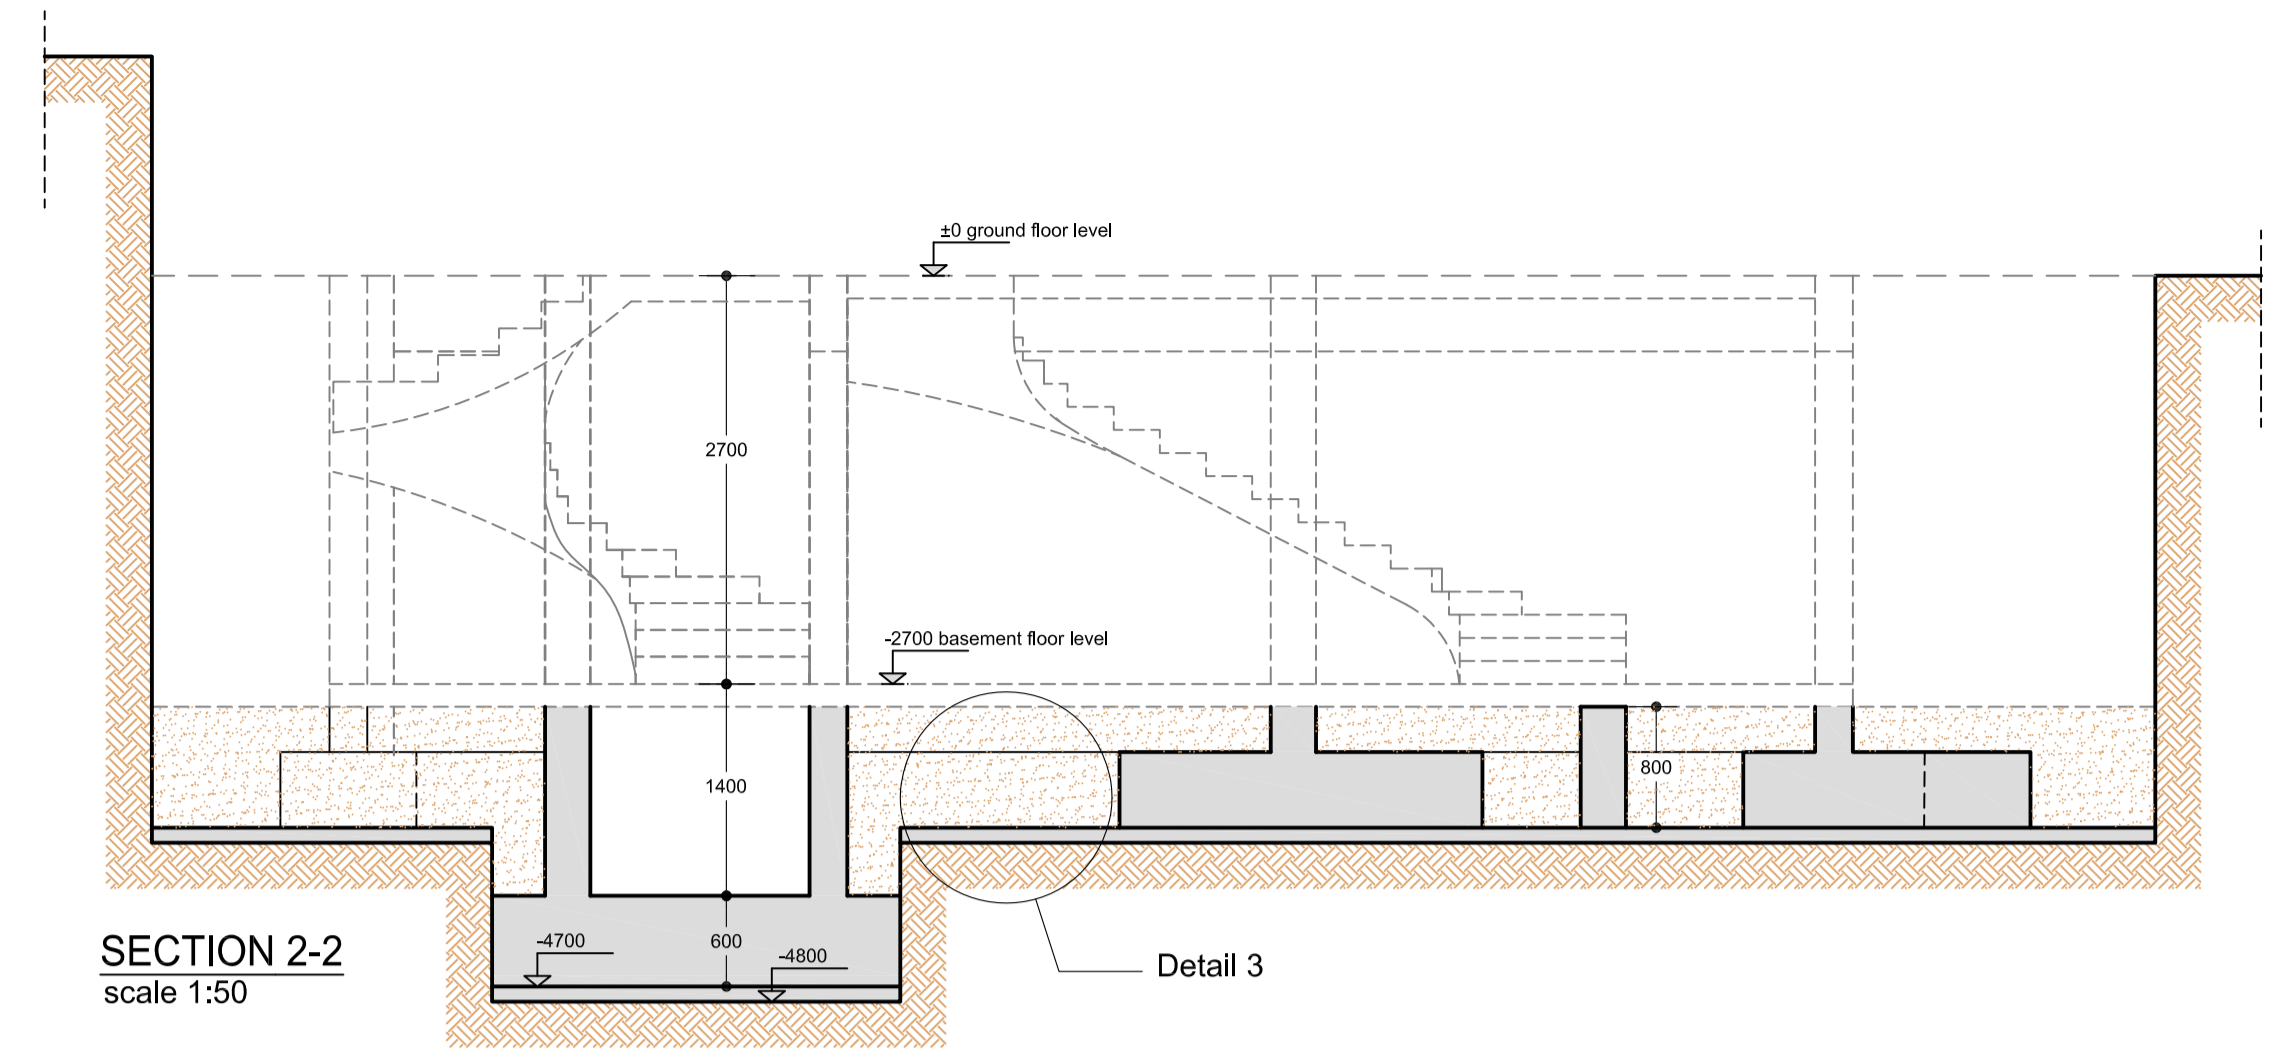 ±0 ground floor level
2700
-2700 basement floor level
1400
800
600
-4700
-4800
SECTION 2-2
scale 1:50
Detail 3